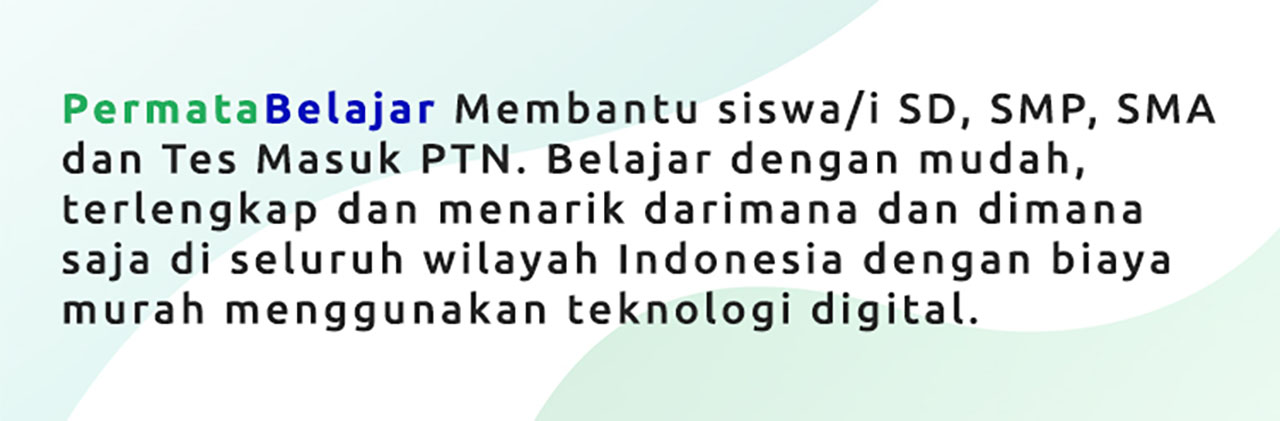 PermataBelajar Membantu siswa/i SD, SMP, SMA
dan Tes Masuk PTN. Belajar dengan mudah,
terlengkap dan menarik darimana dan dimana
saja di seluruh wilayah Indonesia dengan biaya
murah menggunakan teknologi digital.